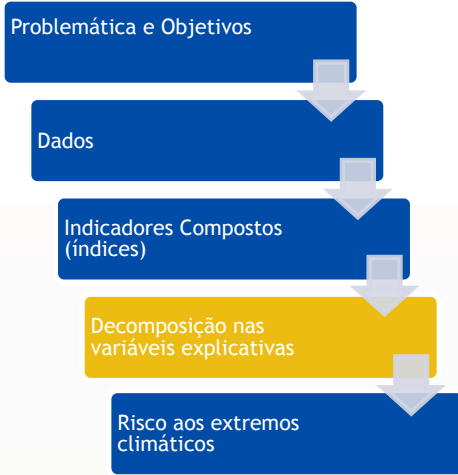 Problemática e Objetivos
Dados
Indicadores Compostos
(índices)
Decomposição nas
variáveis explicativas
Risco aos extremos
climáticos